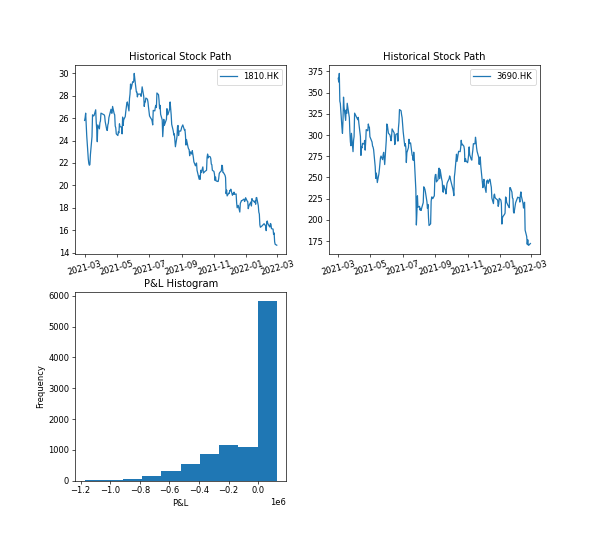 Historical Stock Path
1810.HK
30
28
26
24
22
20
18
16
14
2021-03 2021-05 2021-07 2021-09 2021-11 2022-01 2022-03
Historical Stock Path
3690.HK
375
350
325
300
275
250
225
200
175
2021-03 2021-05 2021-07 2021-09 2021-11 2022-01 2022-03
P&L Histogram
Frequency
6000
5000
4000
3000
2000
1000
0
−1.2 −1.0 −0.8 −0.6 −0.4 −0.2 0.0
1e6
P&L